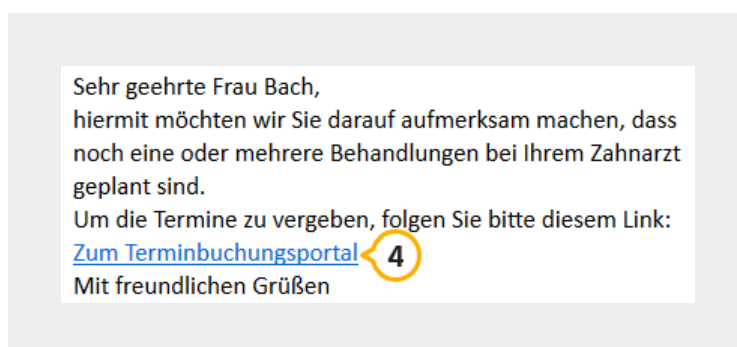 Sehr geehrte Frau Bach,
hiermit möchten wir Sie darauf aufmerksam machen, dass
noch eine oder mehrere Behandlungen bei Ihrem Zahnarzt
geplant sind.
Um die Termine zu vergeben, folgen Sie bitte diesem Link:
Zum Terminbuchungsportal 4
Mit freundlichen Grüßen